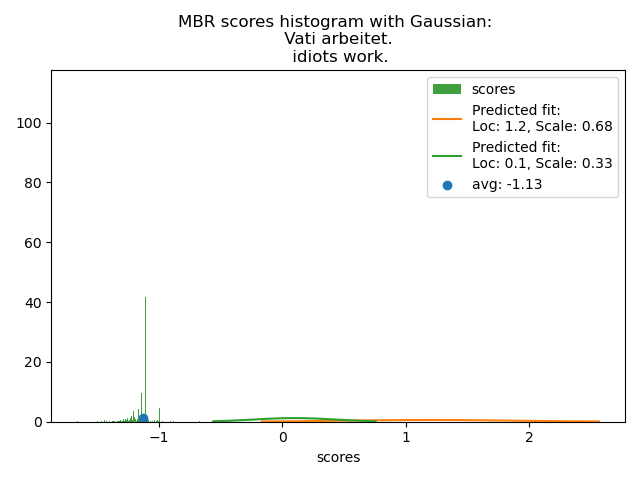 MBR scores histogram with Gaussian:
Vati arbeitet.
idiots work.
scores
Predicted fit:
Loc: 1.2, Scale: 0.68
Predicted fit:
Loc: 0.1, Scale: 0.33
avg: -1.13
100
80
60
40
20
0
−1 0 1 2
scores